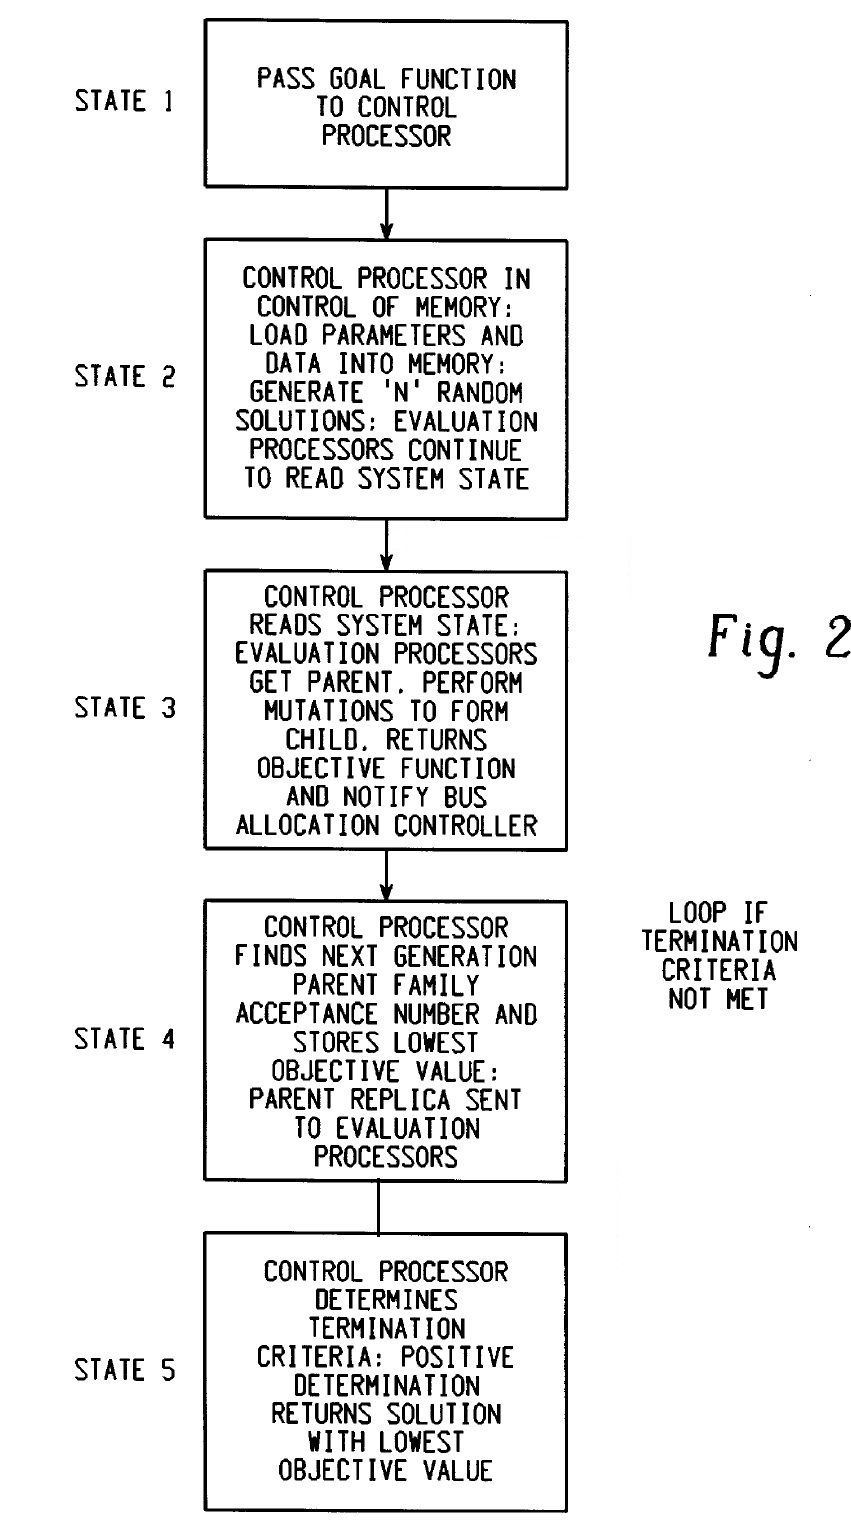 STATE 1
PASS GOAL FUNCTION
TO CONTROL
PROCESSOR
STATE 2
CONTROL PROCESSOR IN
CONTROL OF MEMORY:
LOAD PARAMETERS AND
DATA INTO MEMORY:
GENERATE 'N' RANDOM
SOLUTIONS: EVALUATION
PROCESSORS CONTINUE
TO READ SYSTEM STATE
STATE 3
CONTROL PROCESSOR
READS SYSTEM STATE:
EVALUATION PROCESSORS
GET PARENT, PERFORM
MUTATIONS TO FORM
CHILD, RETURNS
OBJECTIVE FUNCTION
AND NOTIFY BUS
ALLOCATION CONTROLLER
Fig. 2
STATE 4
CONTROL PROCESSOR
FINDS NEXT GENERATION
PARENT FAMILY
ACCEPTANCE NUMBER AND
STORES LOWEST
OBJECTIVE VALUE:
PARENT REPLICA SENT
TO EVALUATION
PROCESSORS
LOOP IF
TERMINATION
CRITERIA
NOT MET
STATE 5
CONTROL PROCESSOR
DETERMINES
TERMINATION
CRITERIA: POSITIVE
DETERMINATION
RETURNS SOLUTION
WITH LOWEST
OBJECTIVE VALUE